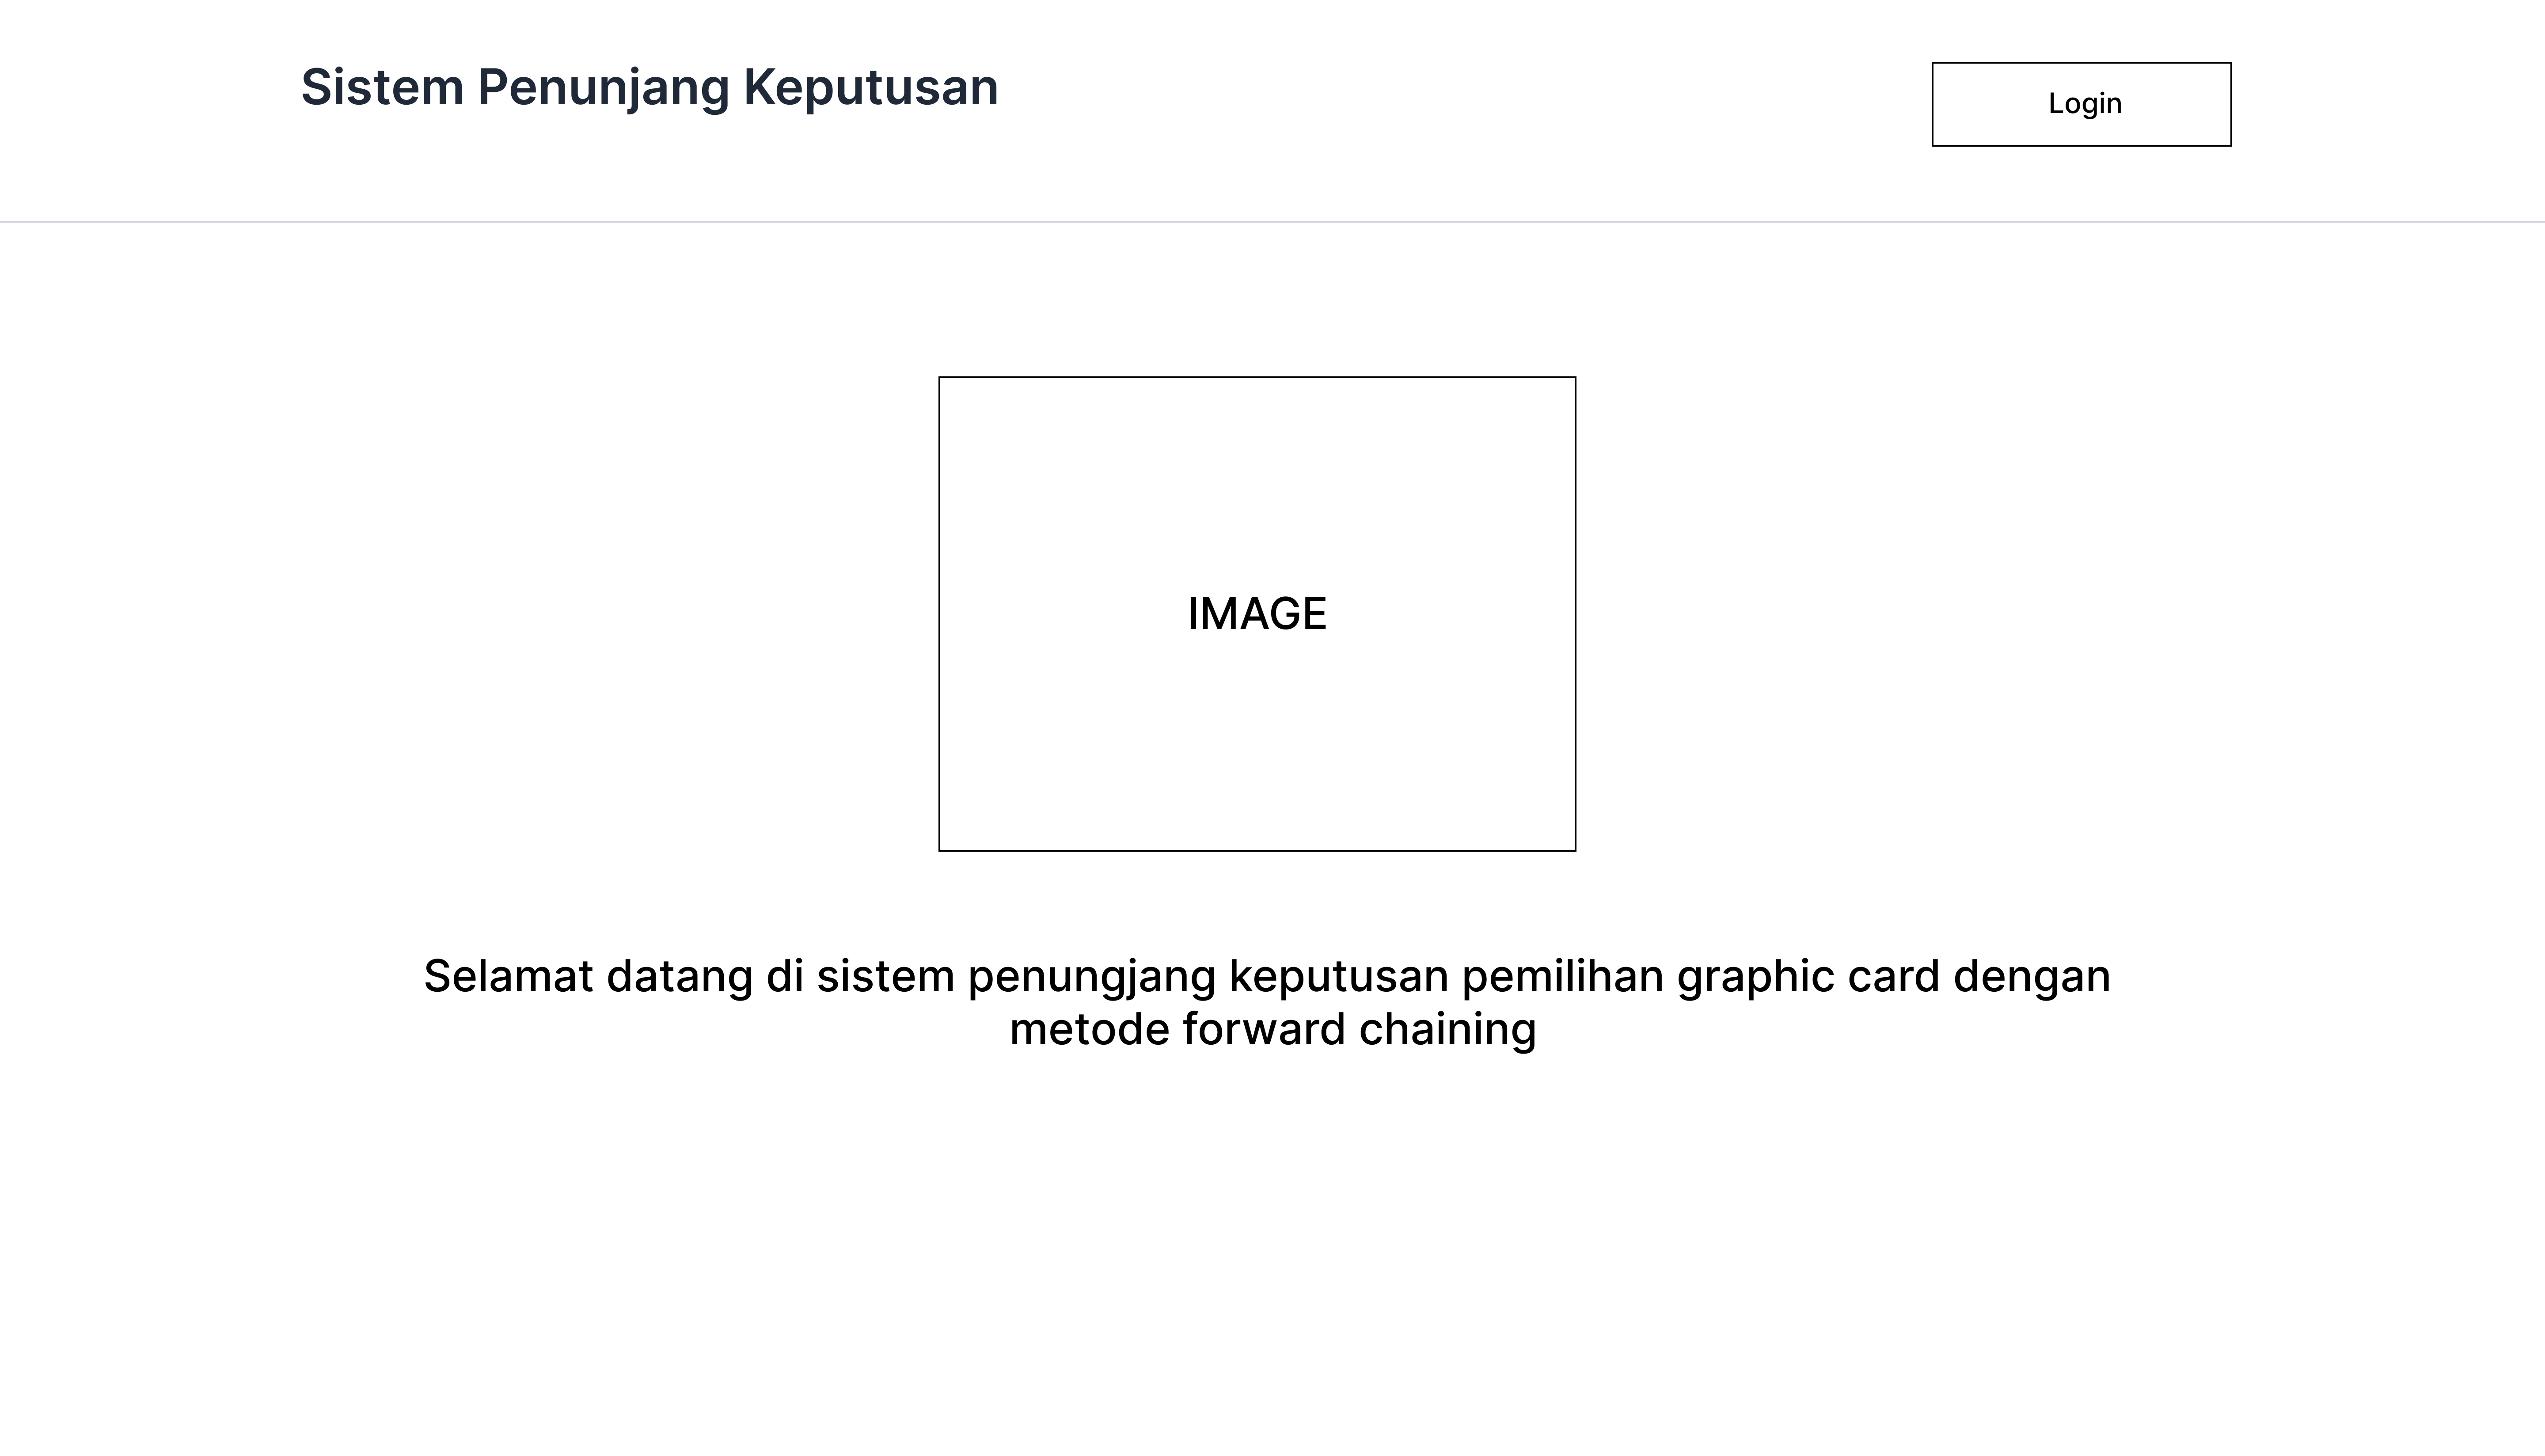 Sistem Penunjang Keputusan
Login
IMAGE
Selamat datang di sistem penungjang keputusan pemilihan graphic card dengan
metode forward chaining